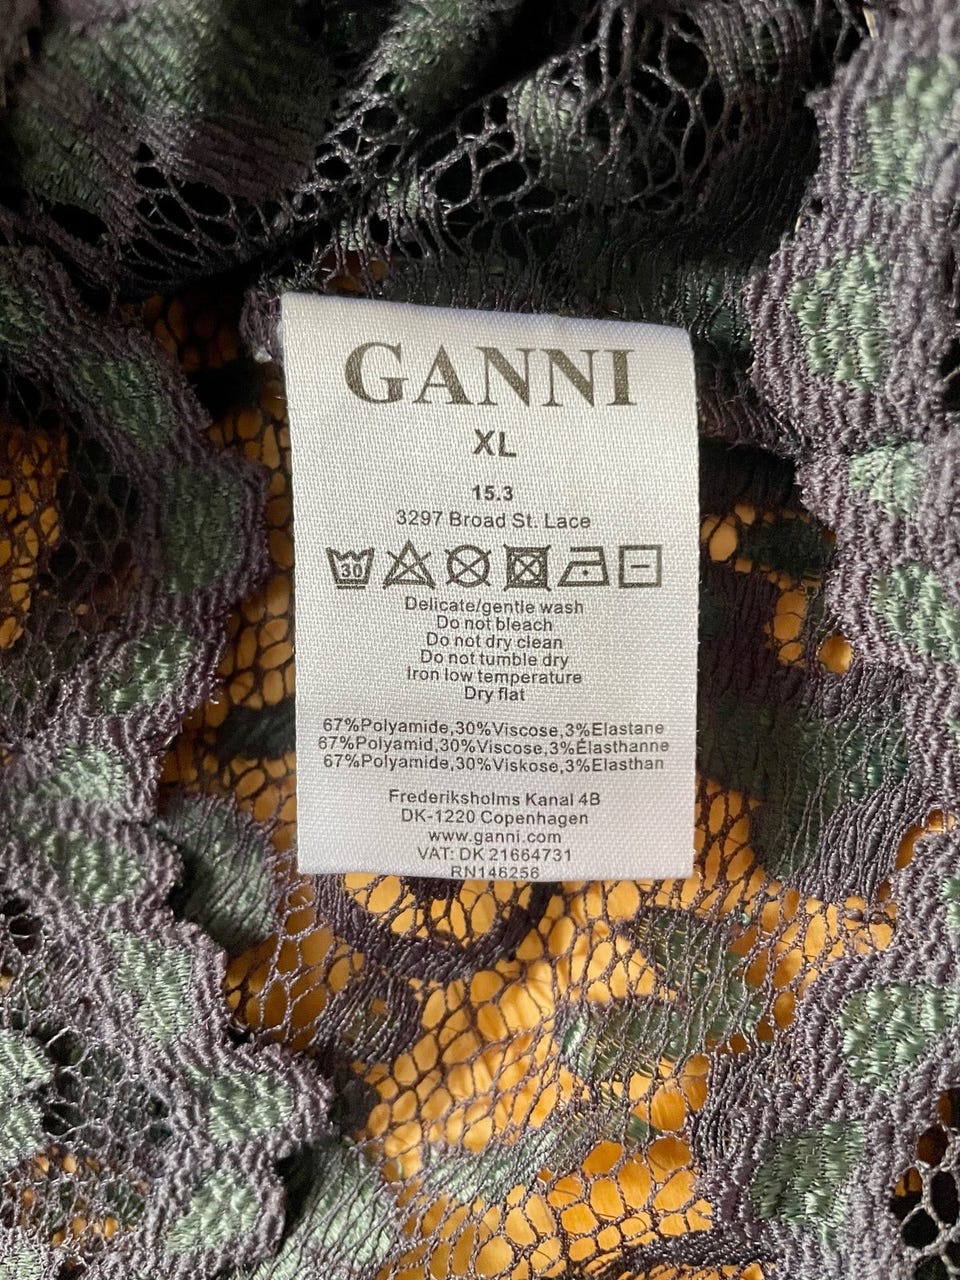 GANNI
XL
15.3
3297 Broad St. Lace
30
Delicate/gentle wash
Do not bleach
Do not dry clean
Do not tumble dry
Iron low temperature
Dry flat
67%Polyamide,30%Viscose,3%Elastane
67%Polyamid,30%Viscose,3%Élasthanne
67%Polyamide,30%Viskose,3%Elasthan
Frederiksholms Kanal 4B
DK-1220 Copenhagen
www.ganni.com
VAT: DK 21664731
RN146256